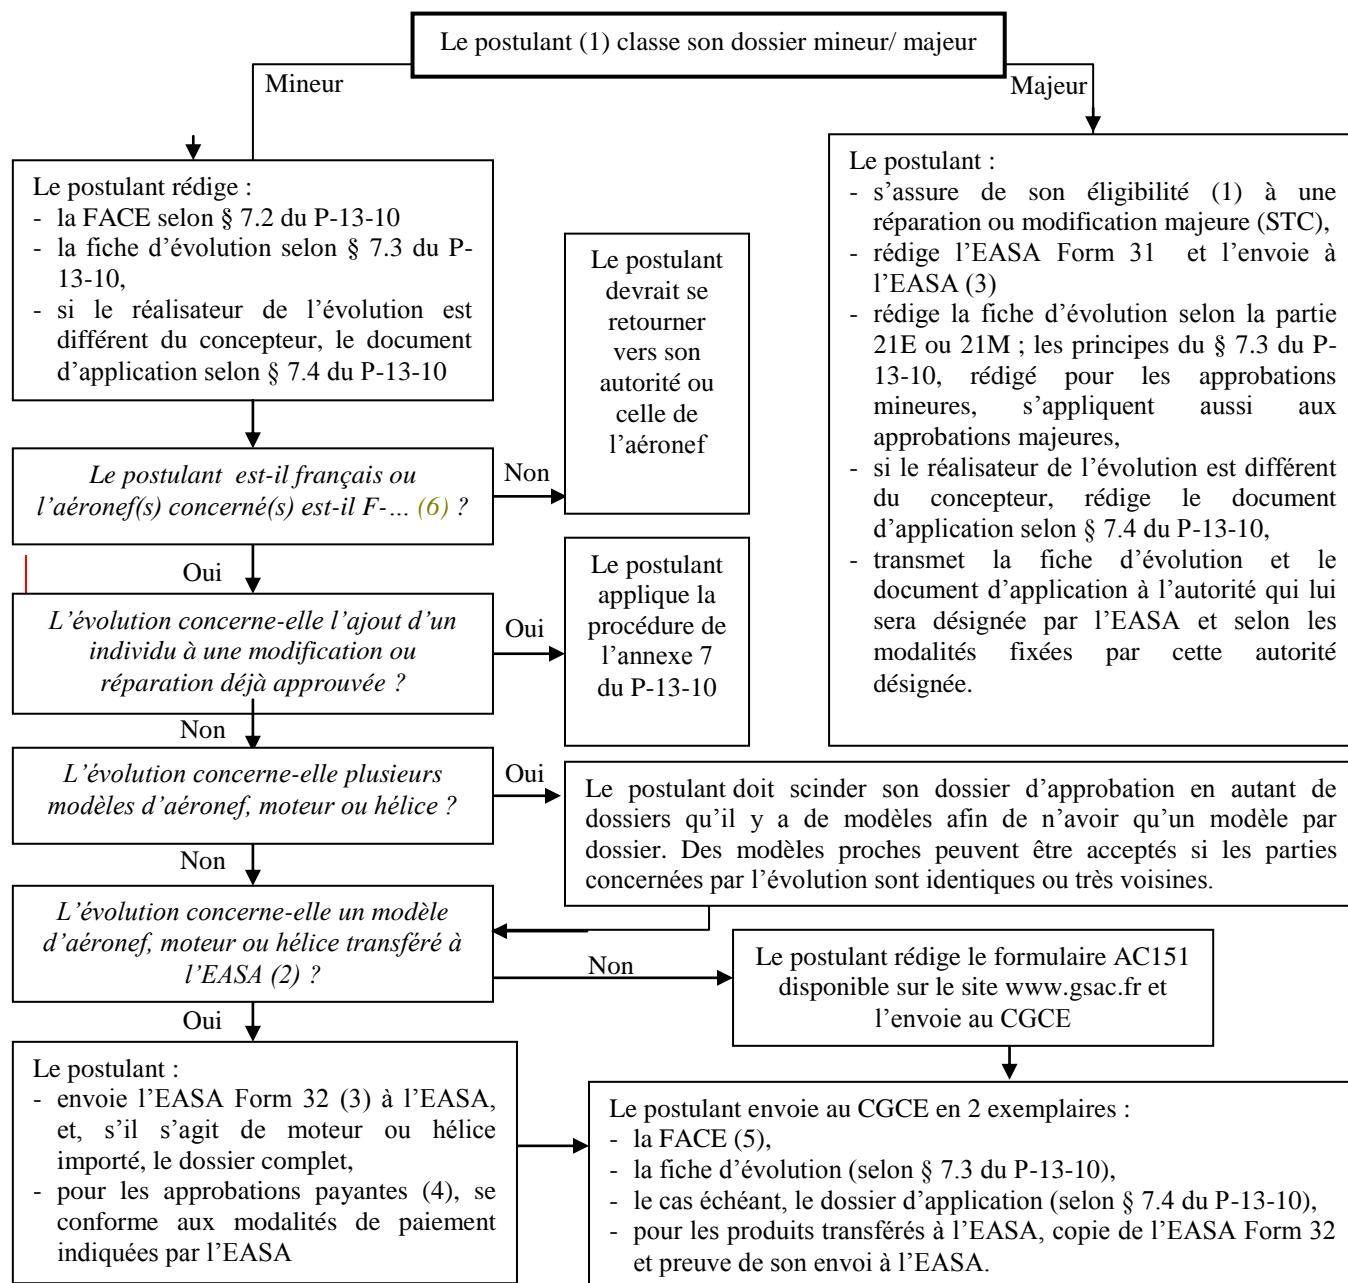 Le postulant (1) classe son dossier mineur/ majeur
Mineur
Majeur
Le postulant rédige :
- la FACE selon § 7.2 du P-13-10
- la fiche d’évolution selon § 7.3 du P-
13-10,
- si le réalisateur de l’évolution est
différent du concepteur, le document
d’application selon § 7.4 du P-13-10
Le postulant
devrait se
retourner
vers son
autorité ou
celle de
l’aéronef
Le postulant :
- s’assure de son éligibilité (1) à une
réparation ou modification majeure (STC),
- rédige l’EASA Form 31 et l’envoie à
l’EASA (3)
- rédige la fiche d’évolution selon la partie
21E ou 21M ; les principes du § 7.3 du P-
13-10, rédigé pour les approbations
mineures, s’appliquent aussi aux
approbations majeures,
- si le réalisateur de l’évolution est différent
du concepteur, rédige le document
d’application selon § 7.4 du P-13-10,
- transmet la fiche d’évolution et le
document d’application à l’autorité qui lui
sera désignée par l’EASA et selon les
modalités fixées par cette autorité
désignée.
Le postulant est-il français ou
l’aéronef(s) concerné(s) est-il F-… (6) ?
Non
Oui
L’évolution concerne-elle l’ajout d’un
individu à une modification ou
réparation déjà approuvée ?
Oui
Le postulant
applique la
procédure de
l’annexe 7
du P-13-10
Non
L’évolution concerne-elle plusieurs
modèles d’aéronef, moteur ou hélice ?
Oui
Le postulant doit scinder son dossier d’approbation en autant de
dossiers qu’il y a de modèles afin de n’avoir qu’un modèle par
dossier. Des modèles proches peuvent être acceptés si les parties
concernées par l’évolution sont identiques ou très voisines.
Non
L’évolution concerne-elle un modèle
d’aéronef, moteur ou hélice transféré à
l’EASA (2) ?
Non
Le postulant rédige le formulaire AC151
disponible sur le site www.gsac.fr et
l’envoie au CGCE
Oui
Le postulant :
- envoie l’EASA Form 32 (3) à l’EASA,
et, s’il s’agit de moteur ou hélice
importé, le dossier complet,
- pour les approbations payantes (4), se
conforme aux modalités de paiement
indiquées par l’EASA
Le postulant envoie au CGCE en 2 exemplaires :
- la FACE (5),
- la fiche d’évolution (selon § 7.3 du P-13-10),
- le cas échéant, le dossier d’application (selon § 7.4 du P-13-10),
- pour les produits transférés à l’EASA, copie de l’EASA Form 32
et preuve de son envoi à l’EASA.